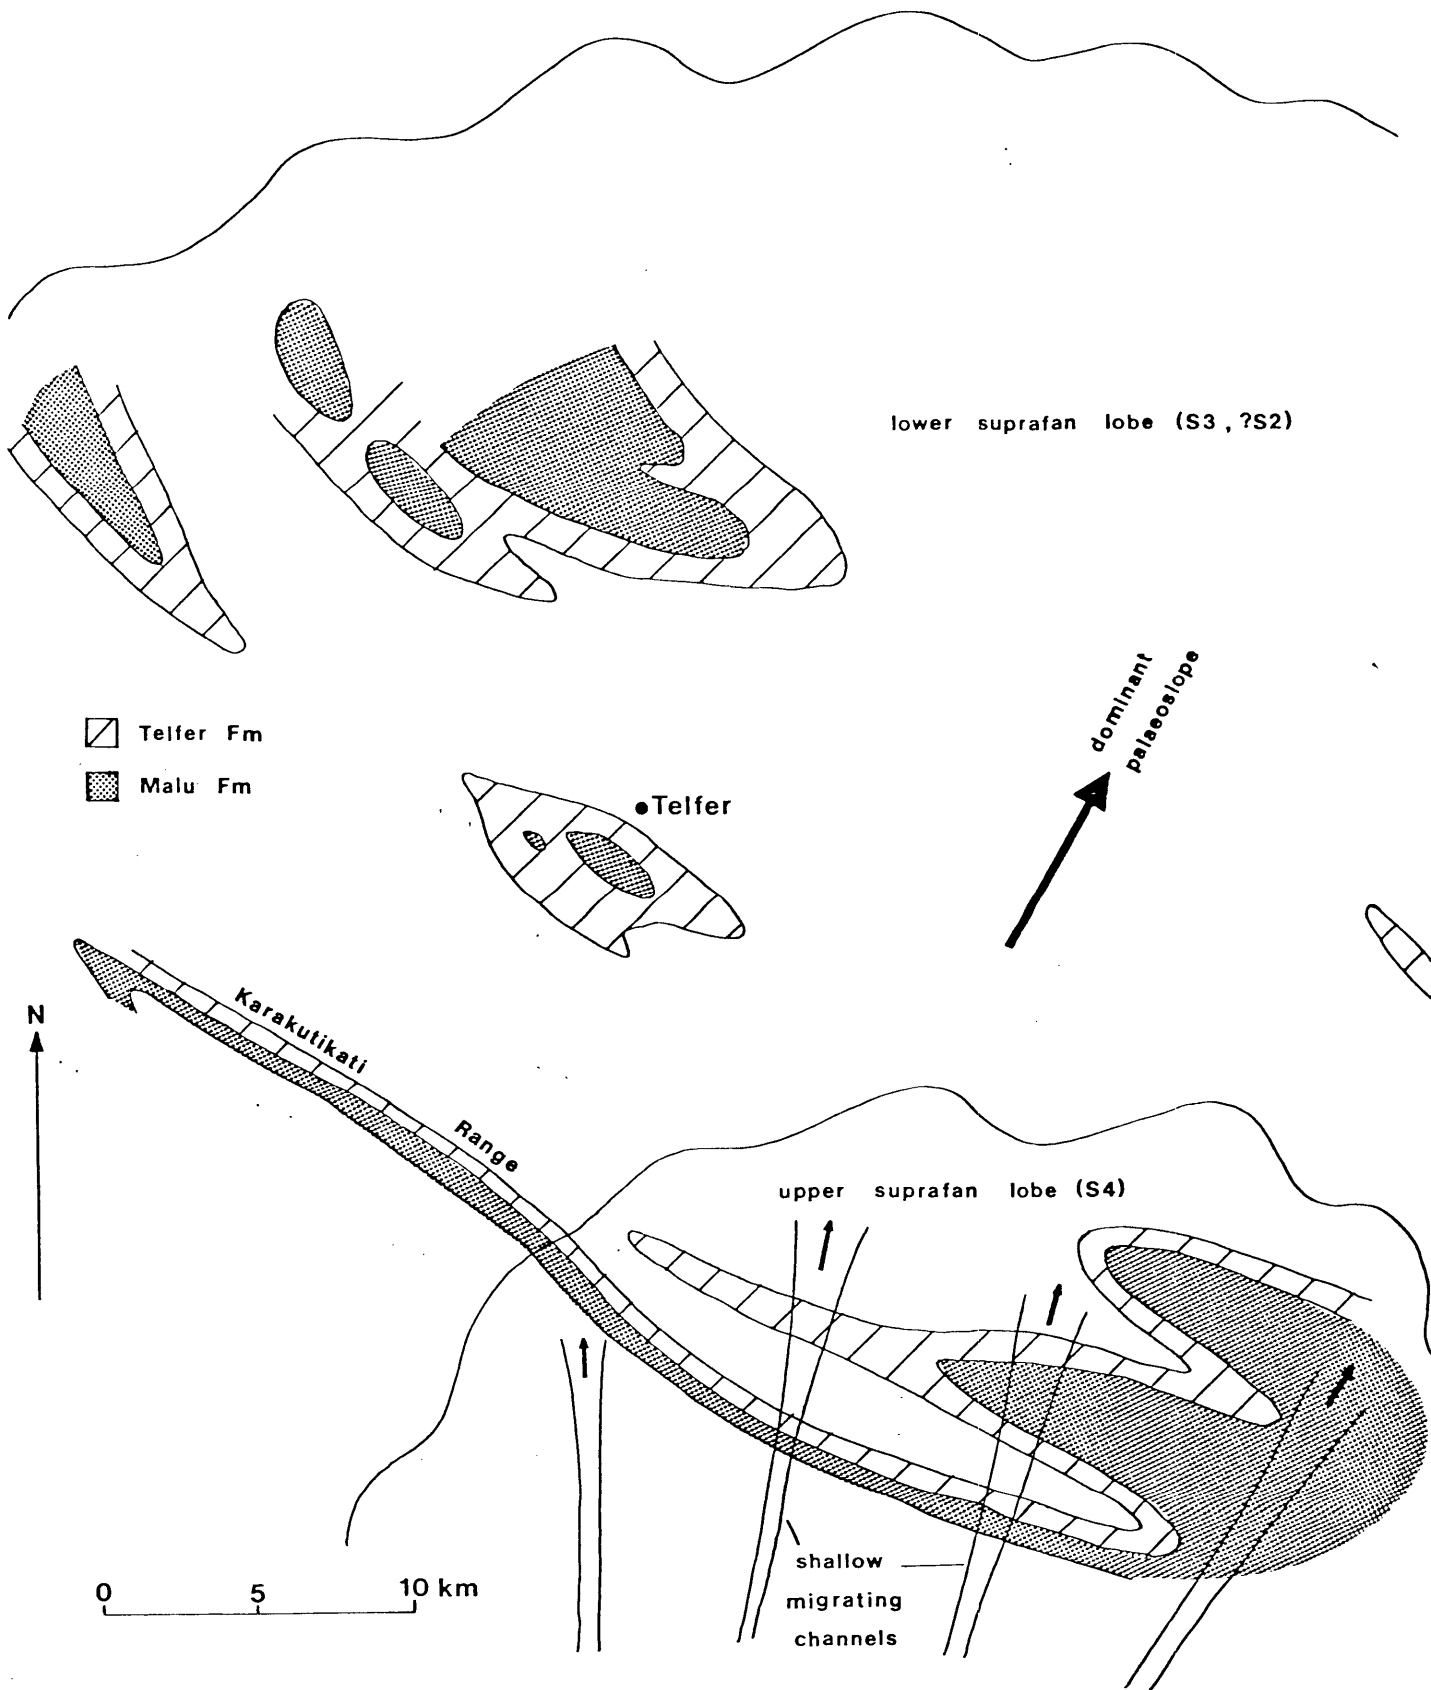 lower suprafan lobe (S3, ?S2)
dominant
palaeoslope
Telfer Fm
Malu Fm
Telfer
N
Karakutikati
Range
upper suprafan lobe (S4)
shallow
migrating
channels
0 5 10 km